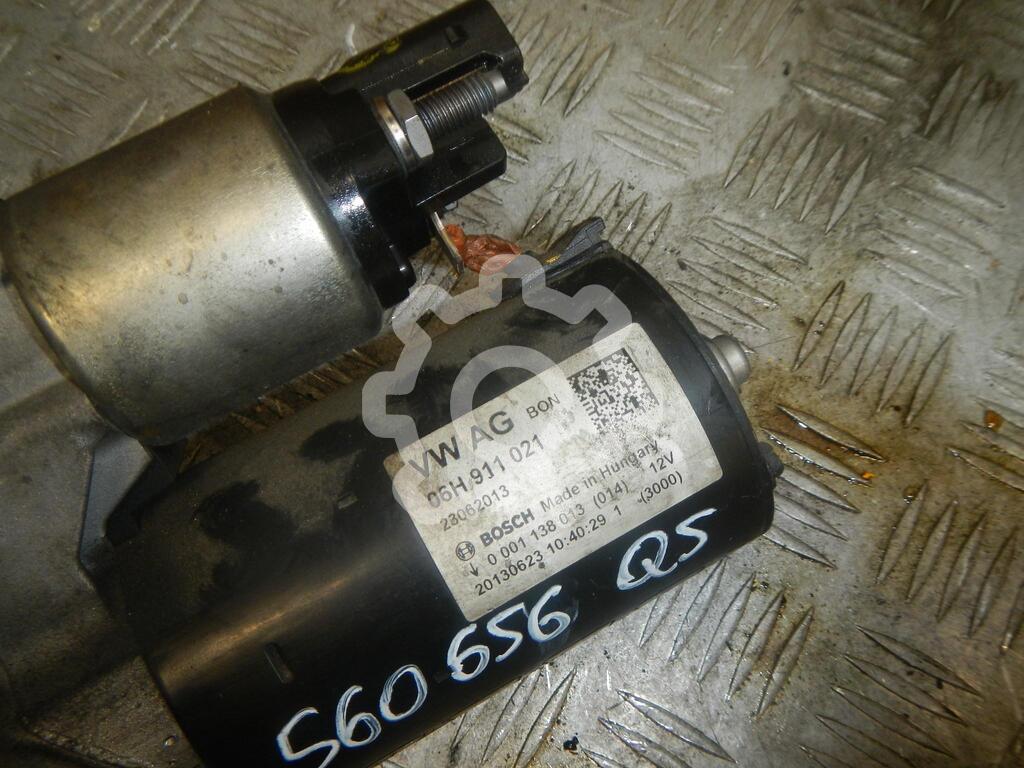 VW AG BON
06H 911 021
23062013
BOSCH Made in Hungary
0 001 138 013 (014) 12V
20130623 10:40:29 1 (3000)
560 656 Q5